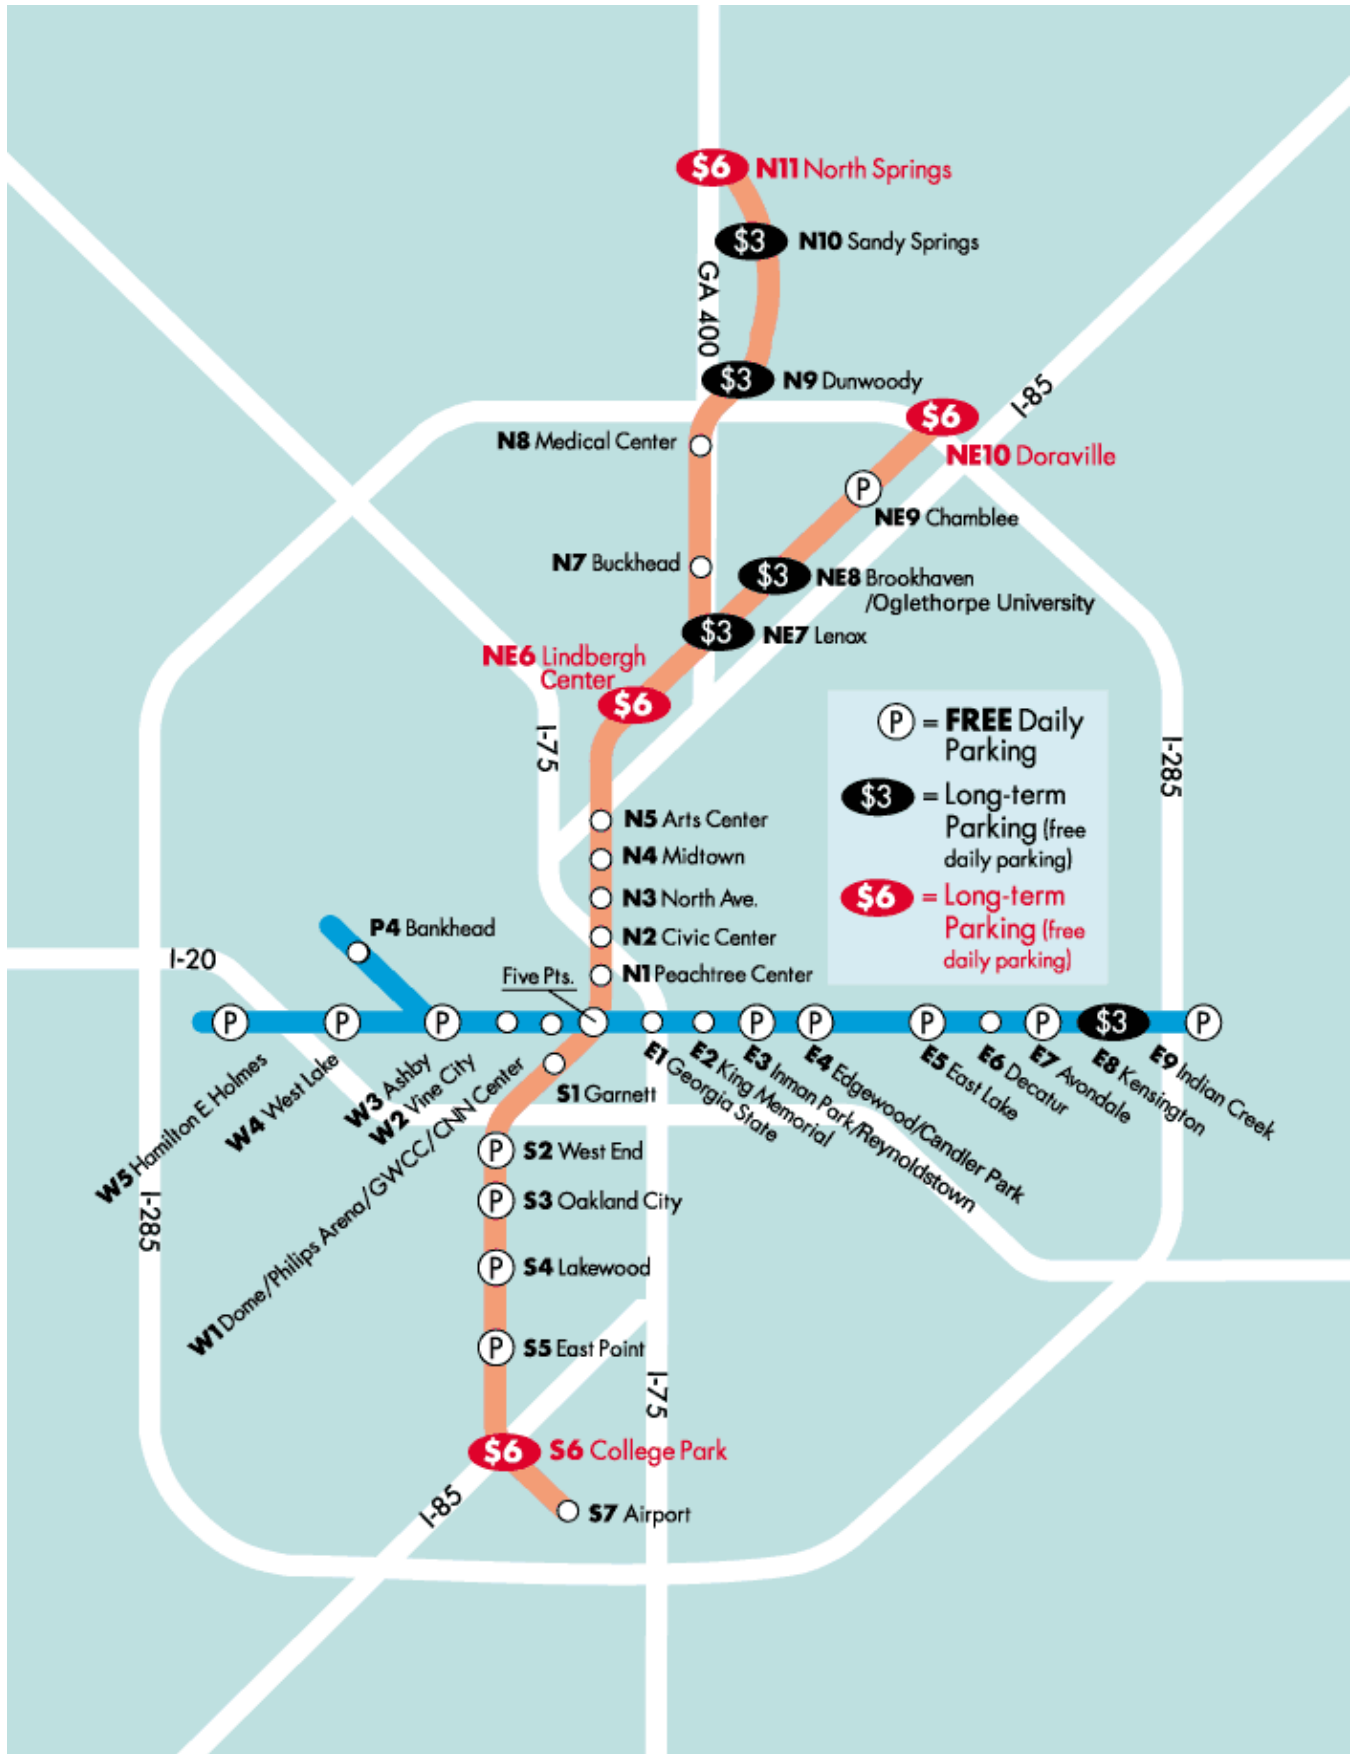 $6 N11 North Springs
$3 N10 Sandy Springs
GA 400
$3 N9 Dunwoody
I-85
$6
NE10 Doraville
N8 Medical Center
P
NE9 Chamblee
N7 Buckhead
$3 NE8 Brookhaven
/Oglethorpe University
$3 NE7 Lenox
NE6 Lindbergh
Center
$6
I-75
I-285
P = FREE Daily
Parking
$3 = Long-term
Parking (free
daily parking)
$6 = Long-term
Parking (free
daily parking)
N5 Arts Center
N4 Midtown
N3 North Ave.
N2 Civic Center
N1 Peachtree Center
P4 Bankhead
I-20
Five Pts.
P P P P P P P $3 P
W5 Hamilton E Holmes
W4 West Lake
W3 Ashby
W2 Vine City
W1 Dome/Philips Arena/GWCC/CNN Center
E1 Georgia State
E2 King Memorial
E3 Inman Park/Reynoldstown
E4 Edgewood/Candler Park
E5 East Lake
E6 Decatur
E7 Avondale
E8 Kensington
E9 Indian Creek
S1 Garnett
P S2 West End
P S3 Oakland City
I-285
P S4 Lakewood
P S5 East Point
I-75
$6 S6 College Park
I-85
S7 Airport